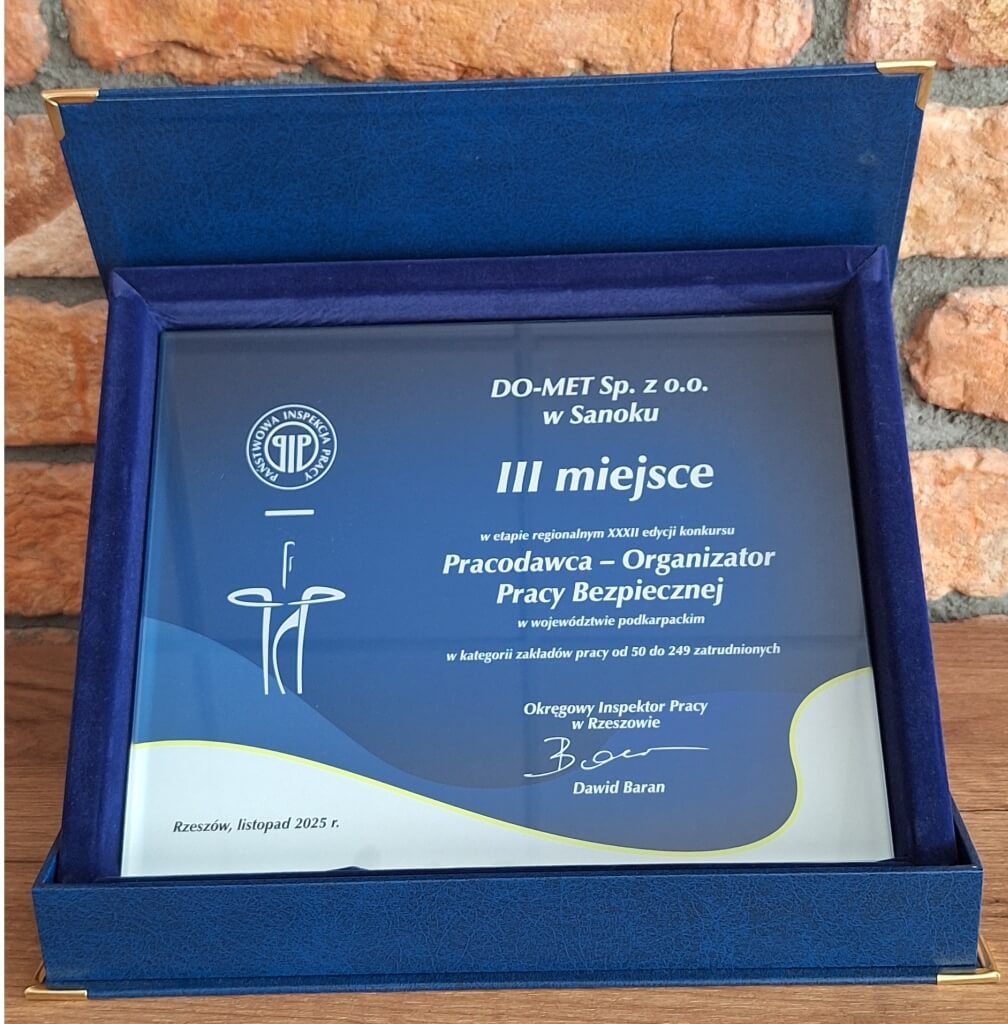 PAŃSTWOWA INSPEKCJA PRACY
PIP
DO-MET Sp. z o.o.
w Sanoku
III miejsce
w etapie regionalnym XXXII edycji konkursu
Pracodawca – Organizator
Pracy Bezpiecznej
w województwie podkarpackim
w kategorii zakładów pracy od 50 do 249 zatrudnionych
Okręgowy Inspektor Pracy
w Rzeszowie
Dawid Baran
Rzeszów, listopad 2025 r.